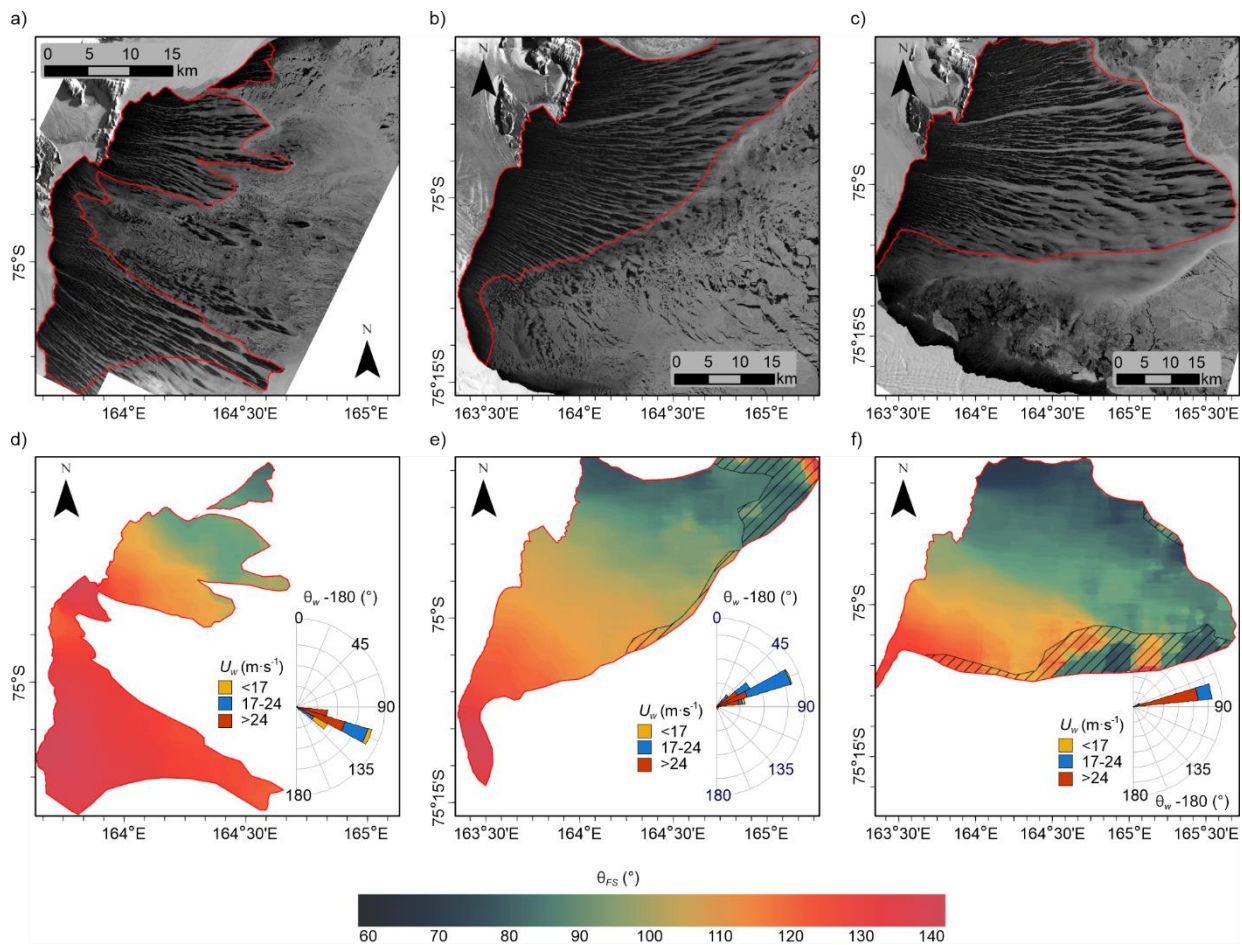 a)
b)
c)
0 5 10 15
km
N
75°S
164°E 164°30'E 165°E
N
0 5 10 15
km
75°S
75°15'S
163°30'E 164°E 164°30'E 165°E
N
0 5 10 15
km
75°S
75°15'S
163°30'E 164°E 164°30'E 165°E 165°30'E
d)
e)
f)
N
θw -180 (°)
0
45
90
135
180
Uw (m·s⁻¹)
<17
17-24
>24
75°S
164°E 164°30'E 165°E
N
θw -180 (°)
0
45
90
135
180
Uw (m·s⁻¹)
<17
17-24
>24
75°S
75°15'S
163°30'E 164°E 164°30'E 165°E
N
90
135
180
θw -180 (°)
Uw (m·s⁻¹)
<17
17-24
>24
75°S
75°15'S
163°30'E 164°E 164°30'E 165°E 165°30'E
θFS (°)
60 70 80 90 100 110 120 130 140